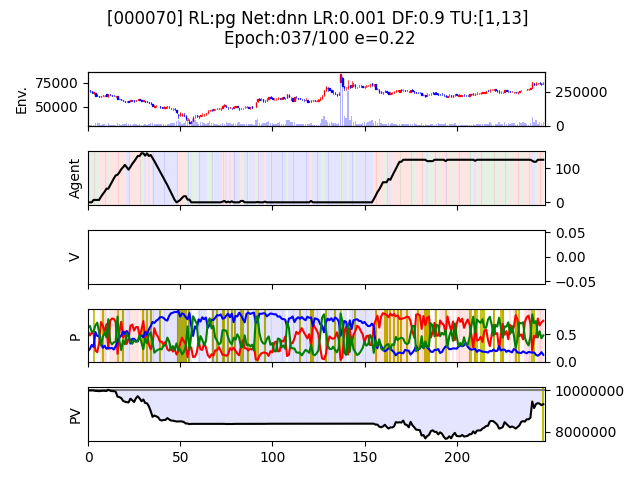 [000070] RL:pg Net:dnn LR:0.001 DF:0.9 TU:[1,13]
Epoch:037/100 e=0.22
Env.
75000
50000
250000
0
Agent
100
0
V
0.05
0.00
−0.05
P
0.5
0.0
PV
10000000
8000000
0 50 100 150 200